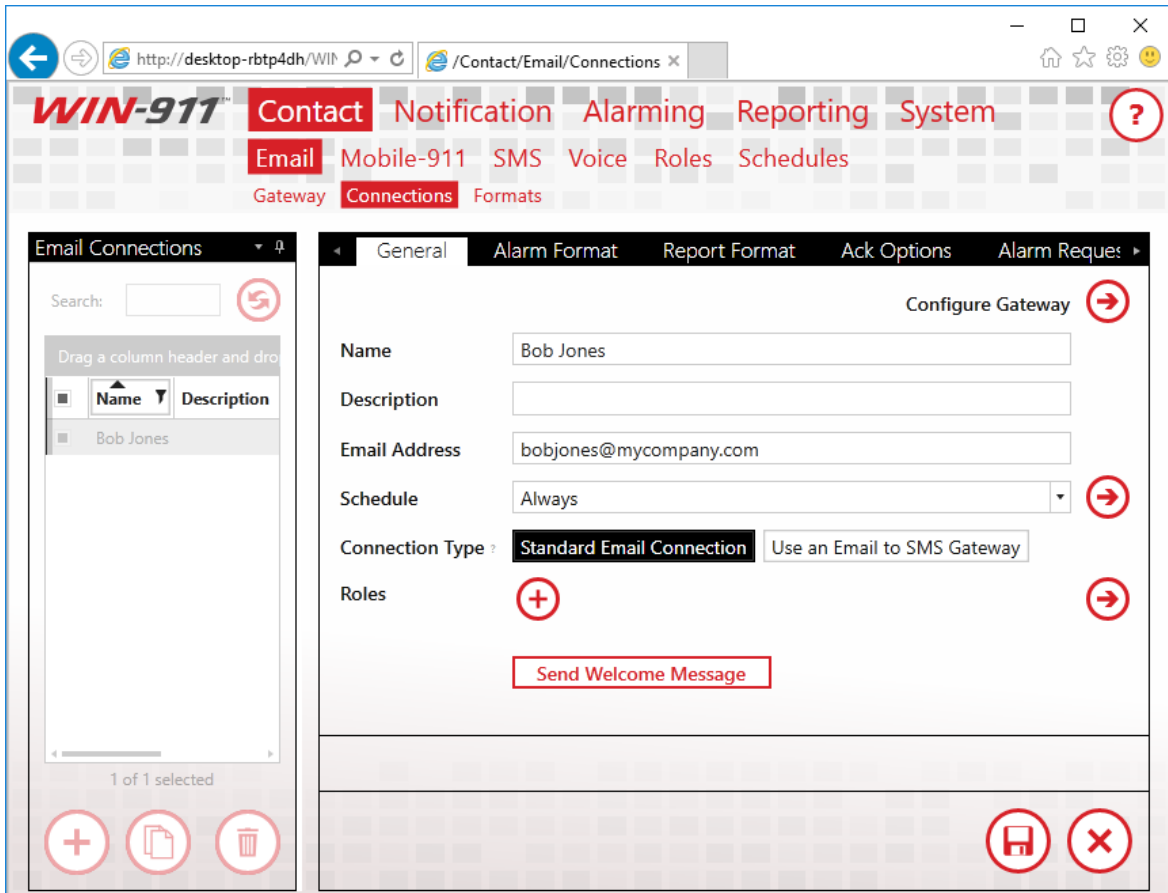 http://desktop-rbtp4dh/WIN
/Contact/Email/Connections
WIN-911™ Contact Notification Alarming Reporting System ?
Email Mobile-911 SMS Voice Roles Schedules
Gateway Connections Formats
Email Connections
General Alarm Format Report Format Ack Options Alarm Reques
Search:
Configure Gateway
Drag a column header and dro
Name Description
Bob Jones
Name Bob Jones
Description
Email Address bobjones@mycompany.com
Schedule Always
Connection Type ? Standard Email Connection Use an Email to SMS Gateway
Roles
Send Welcome Message
1 of 1 selected